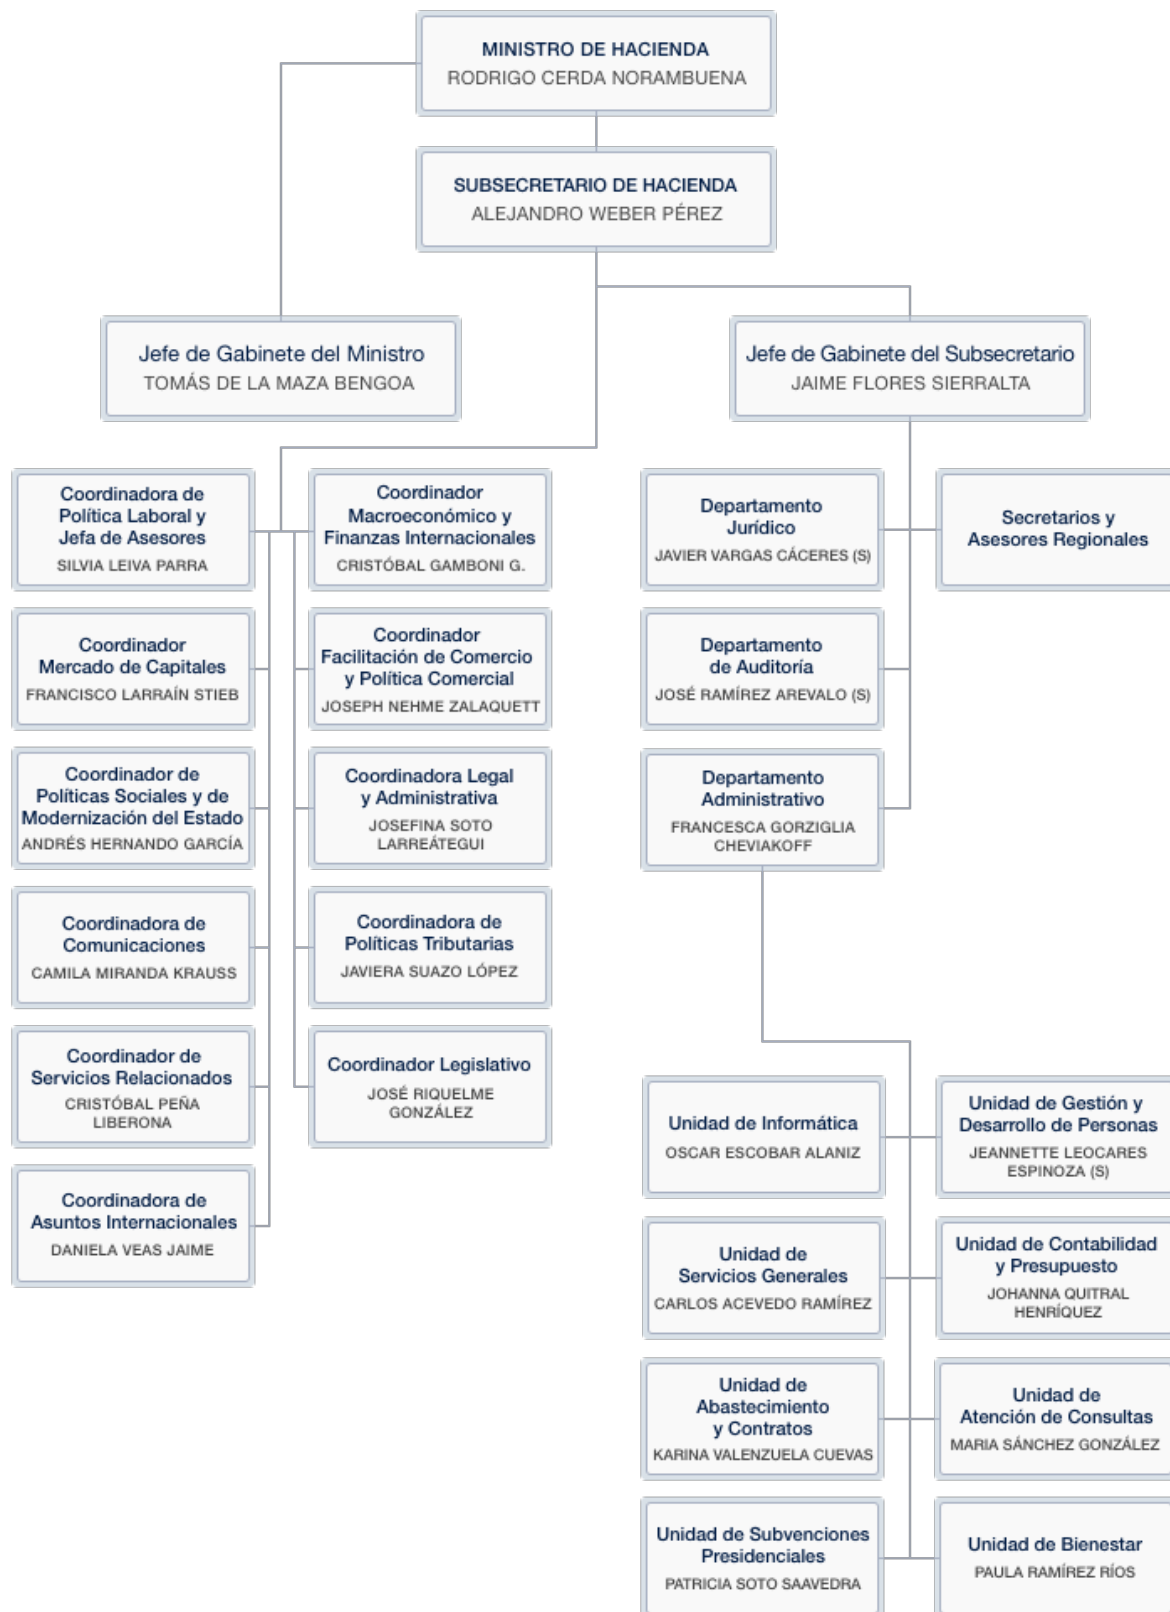 MINISTRO DE HACIENDA
RODRIGO CERDA NORAMBUENA
SUBSECRETARIO DE HACIENDA
ALEJANDRO WEBER PÉREZ
Jefe de Gabinete del Ministro
TOMÁS DE LA MAZA BENGOA
Jefe de Gabinete del Subsecretario
JAIME FLORES SIERRALTA
Coordinadora de
Política Laboral y
Jefa de Asesores
SILVIA LEIVA PARRA
Coordinador
Macroeconómico y
Finanzas Internacionales
CRISTÓBAL GAMBONI G.
Departamento
Jurídico
JAVIER VARGAS CÁCERES (S)
Secretarios y
Asesores Regionales
Coordinador
Mercado de Capitales
FRANCISCO LARRAÍN STIEB
Coordinador
Facilitación de Comercio
y Política Comercial
JOSEPH NEHME ZALAQUETT
Departamento
de Auditoría
JOSÉ RAMÍREZ AREVALO (S)
Coordinador de
Políticas Sociales y de
Modernización del Estado
ANDRÉS HERNANDO GARCÍA
Coordinadora Legal
y Administrativa
JOSEFINA SOTO
LARREÁTEGUI
Departamento
Administrativo
FRANCESCA GORZIGLIA
CHEVIAKOFF
Coordinadora de
Comunicaciones
CAMILA MIRANDA KRAUSS
Coordinadora de
Políticas Tributarias
JAVIERA SUAZO LÓPEZ
Coordinador de
Servicios Relacionados
CRISTÓBAL PEÑA
LIBERONA
Coordinador Legislativo
JOSÉ RIQUELME
GONZÁLEZ
Coordinadora de
Asuntos Internacionales
DANIELA VEAS JAIME
Unidad de Informática
OSCAR ESCOBAR ALANIZ
Unidad de Gestión y
Desarrollo de Personas
JEANNETTE LEOCARES
ESPINOZA (S)
Unidad de
Servicios Generales
CARLOS ACEVEDO RAMÍREZ
Unidad de Contabilidad
y Presupuesto
JOHANNA QUITRAL
HENRÍQUEZ
Unidad de
Abastecimiento
y Contratos
KARINA VALENZUELA CUEVAS
Unidad de
Atención de Consultas
MARIA SÁNCHEZ GONZÁLEZ
Unidad de Subvenciones
Presidenciales
PATRICIA SOTO SAAVEDRA
Unidad de Bienestar
PAULA RAMÍREZ RÍOS